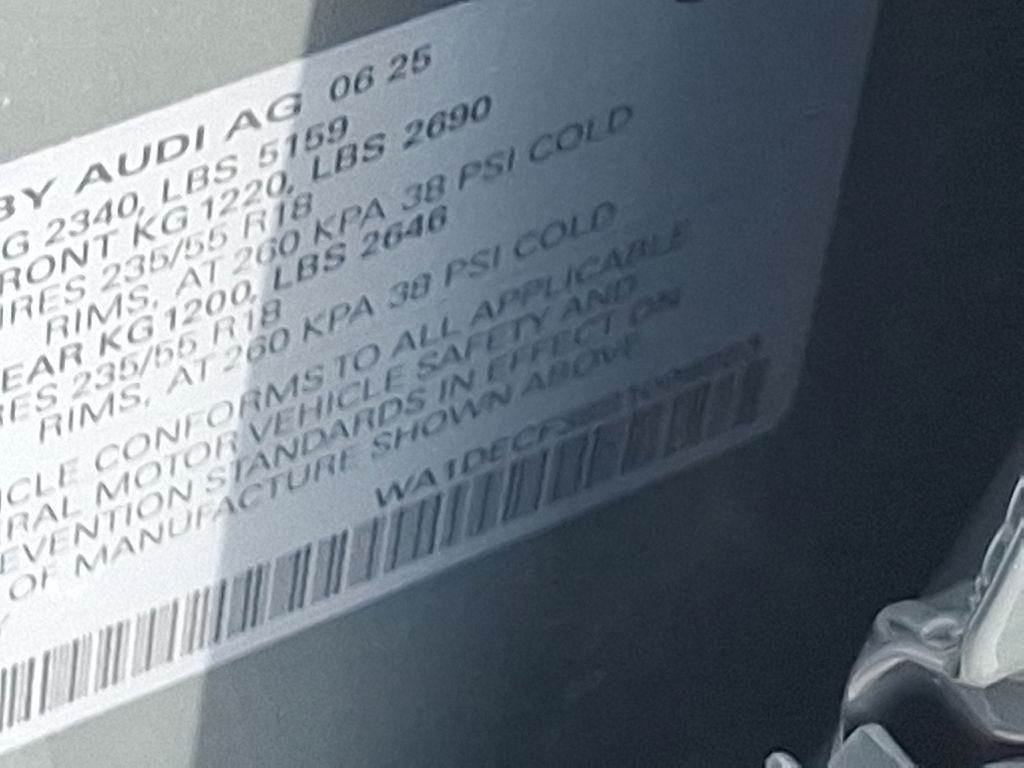 BY AUDI AG 06 25
G 2340, LBS 5159
RONT KG 1220, LBS 2690
IRES 235/55 R18
RIMS, AT 260 KPA 38 PSI COLD
EAR KG 1200, LBS 2646
RES 235/55 R18
RIMS, AT 260 KPA 38 PSI COLD
ICLE CONFORMS TO ALL APPLICABLE
RAL MOTOR VEHICLE SAFETY AND
EVENTION STANDARDS IN EFFECT ON
OF MANUFACTURE SHOWN ABOVE